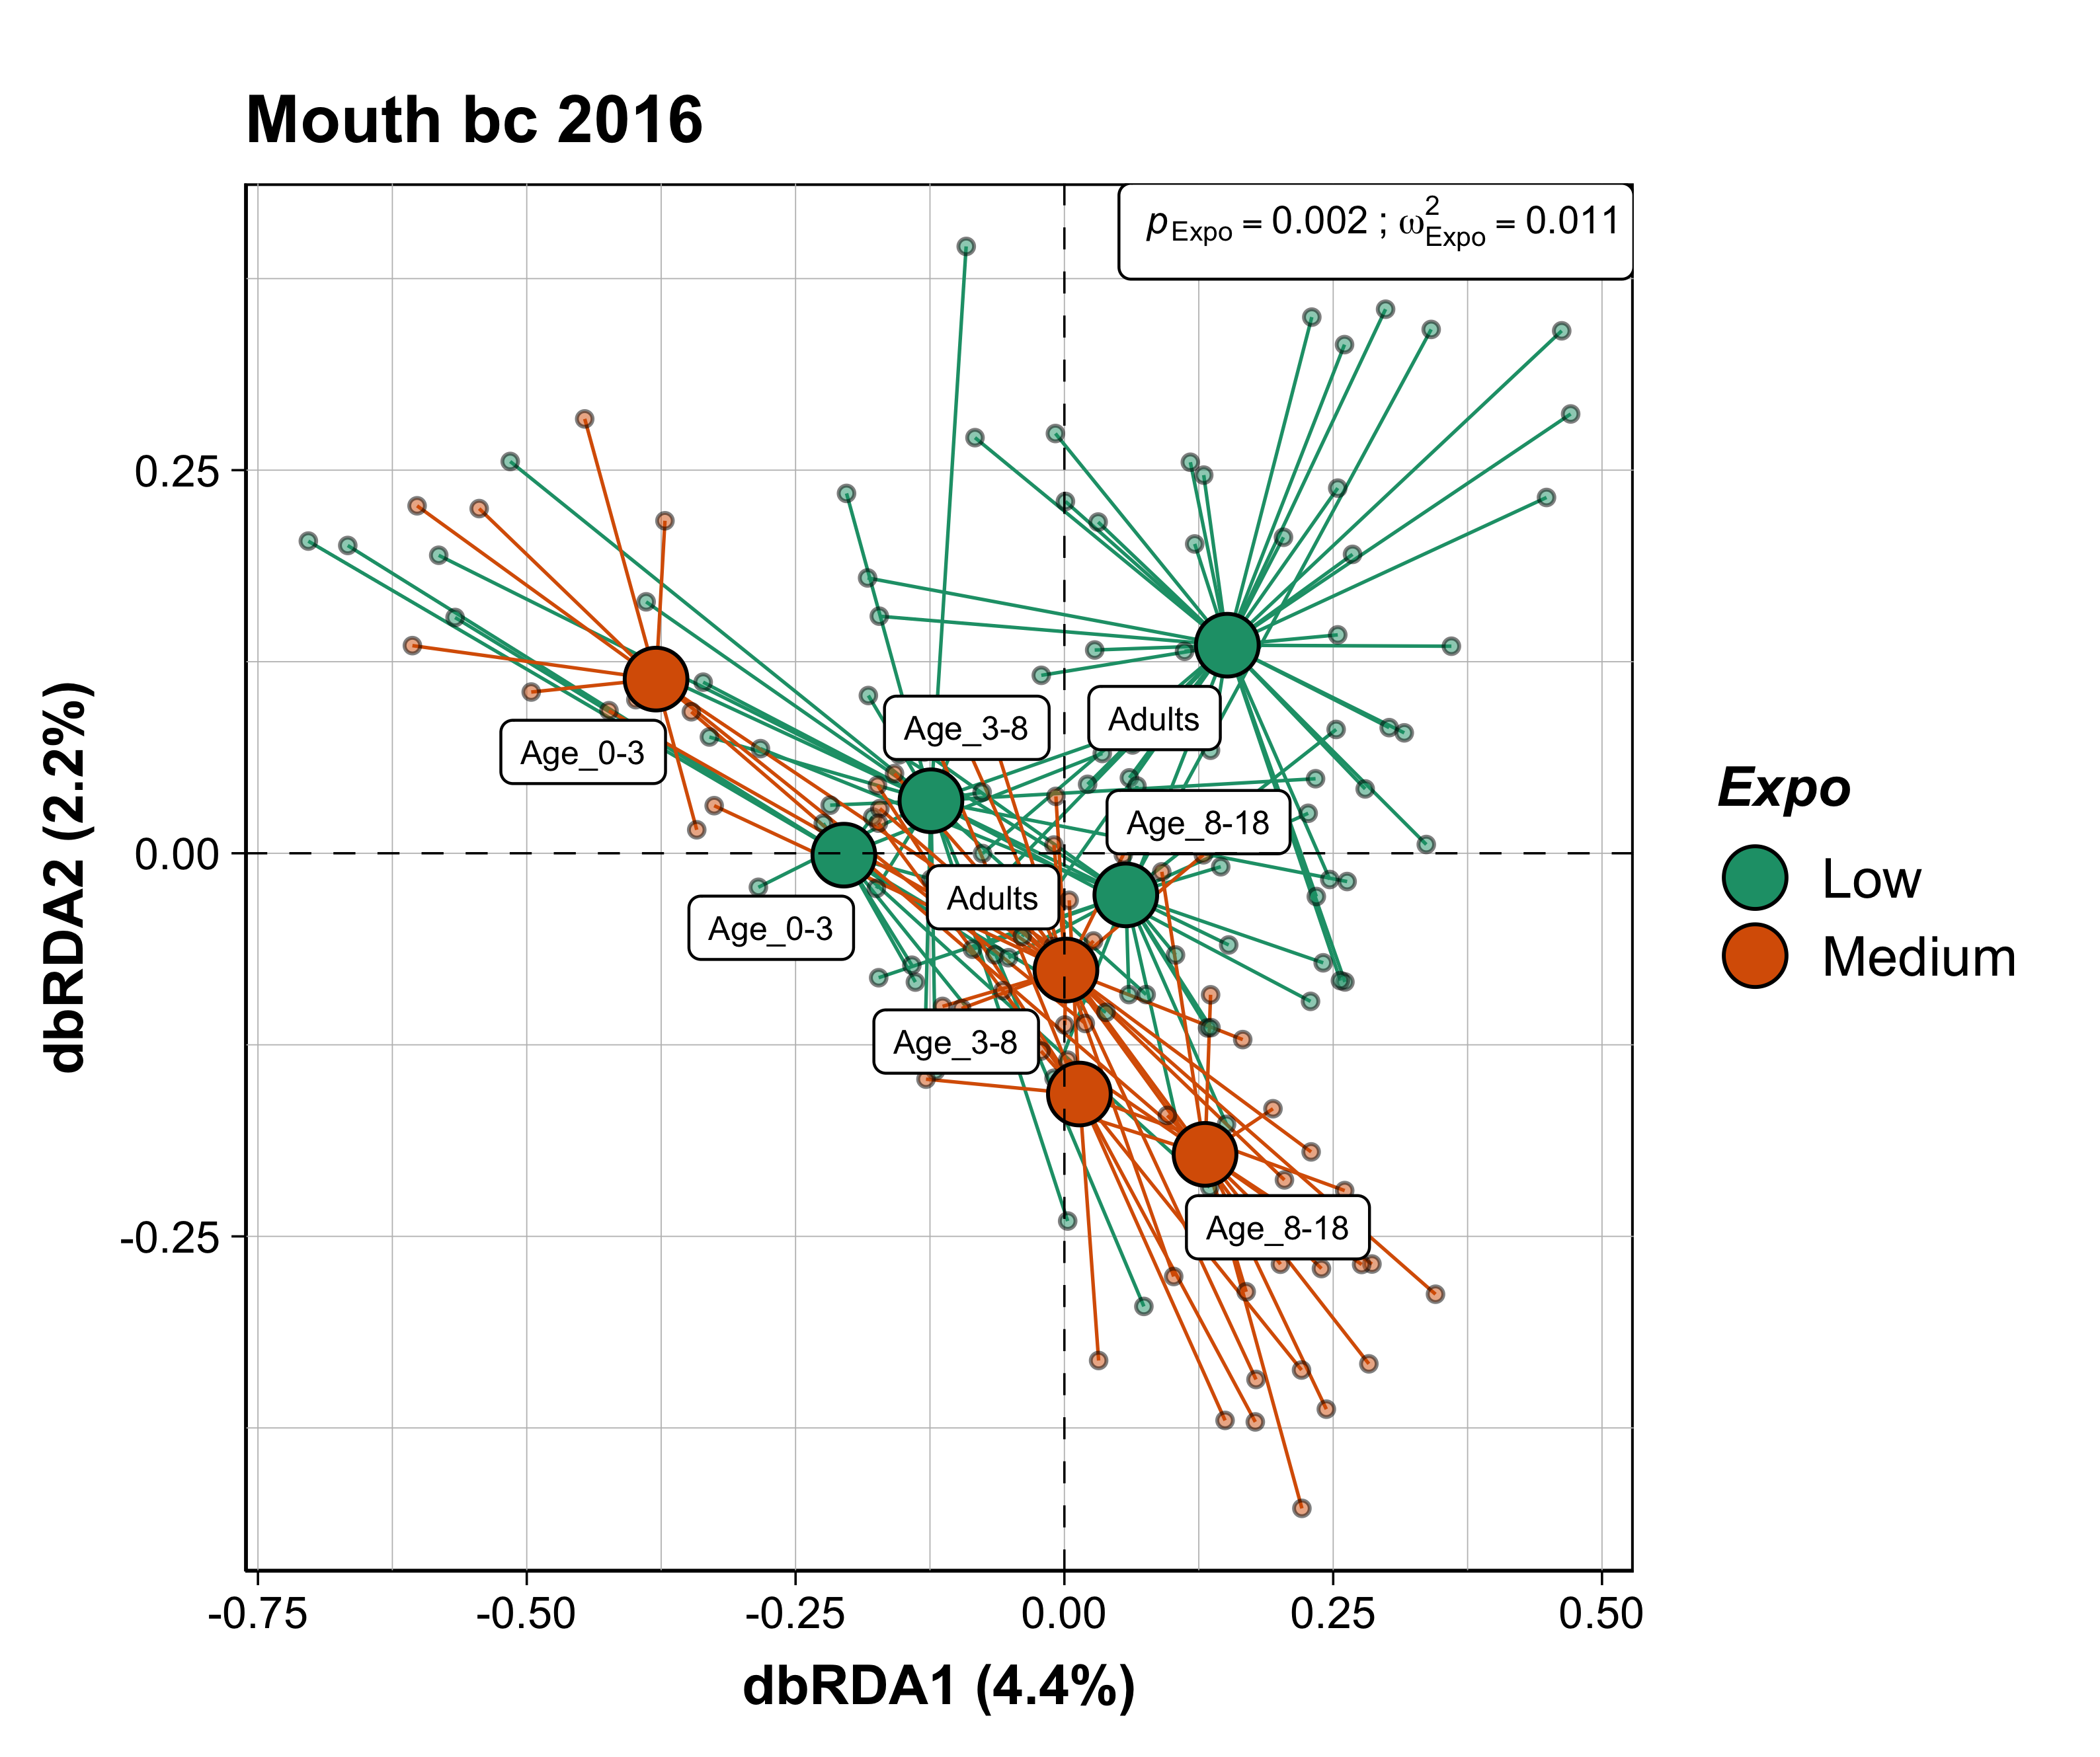 Mouth bc 2016
p Expo = 0.002 ; ω² Expo = 0.011
0.25
0.00
-0.25
dbRDA2 (2.2%)
Age_3-8
Adults
Age_0-3
Age_8-18
Adults
Age_0-3
Age_3-8
Age_8-18
-0.75
-0.50
-0.25
0.00
0.25
0.50
dbRDA1 (4.4%)
Expo
Low
Medium